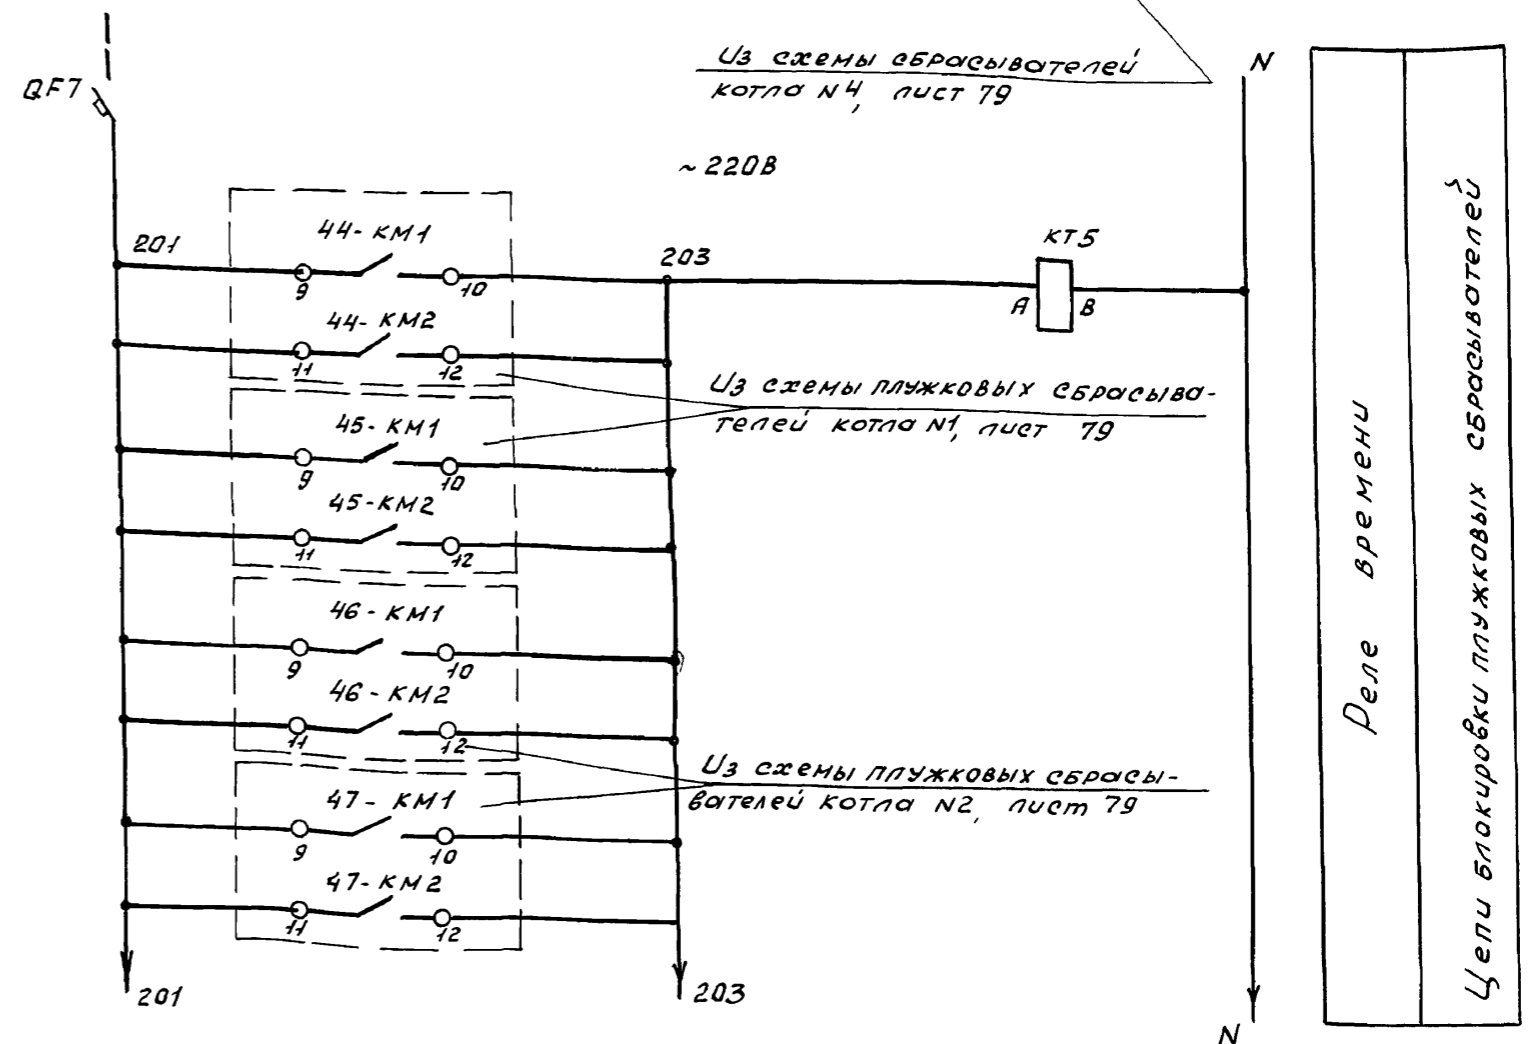 QF7
Из схемы сбрасывателей
котла N4, лист 79
N
~220В
201
44-КМ1
9
10
203
КТ5
А
В
44-КМ2
11
12
Из схемы плужковых сбрасыва-
телей котла N1, лист 79
45-КМ1
9
10
45-КМ2
11
12
46-КМ1
9
10
46-КМ2
11
12
Из схемы плужковых сбрасы-
вателей котла N2, лист 79
47-КМ1
9
10
47-КМ2
11
12
201
203
N
Реле времени
Цепи блокировки плужковых сбрасывателей